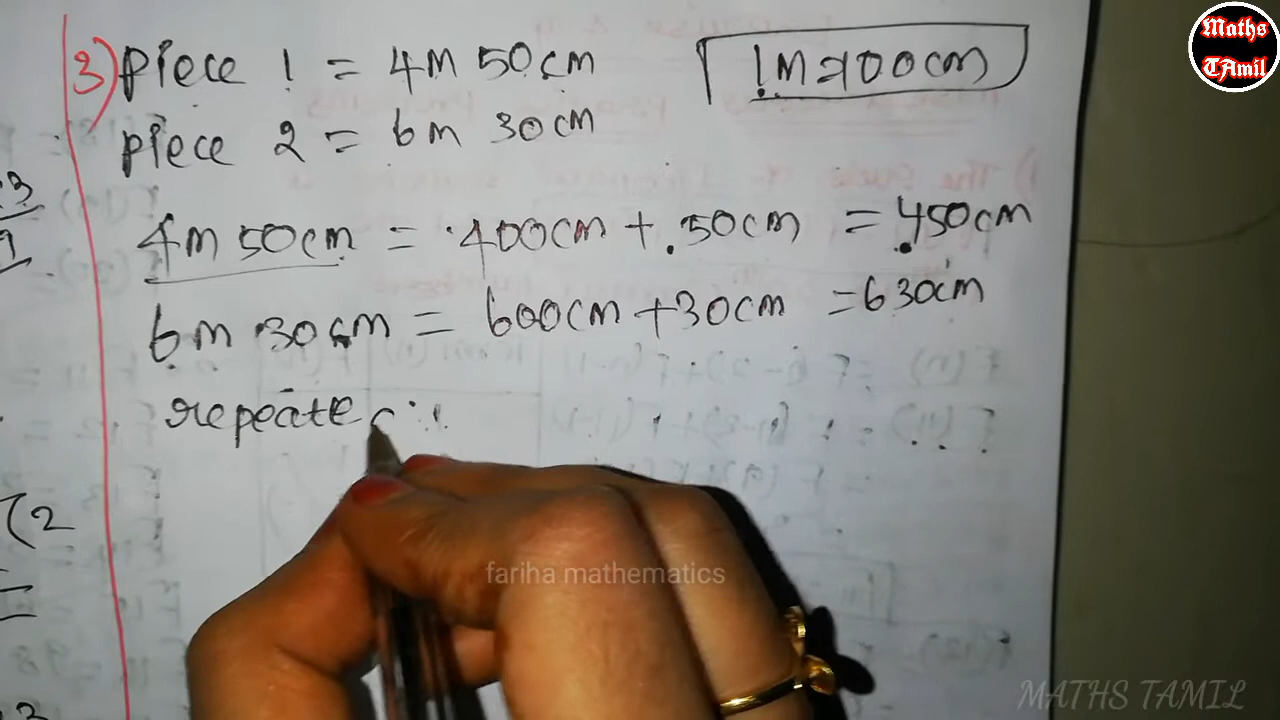 3) Piece 1 = 4m 50cm
1m=100cm
Piece 2 = 6m 30cm
4m 50cm = 400cm + 50cm = 450cm
6m 30cm = 600cm + 30cm = 630cm
repeate
(2
Maths
TAmil
fariha mathematics
MATHS TAMIL